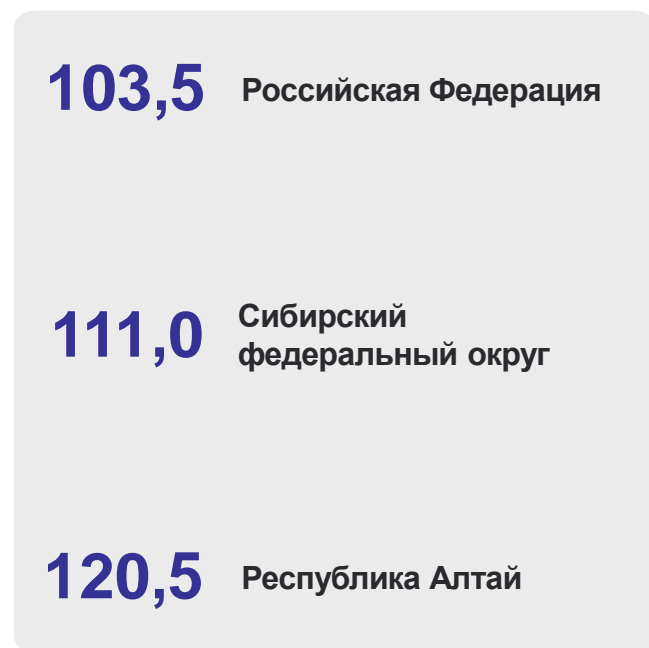 103,5 Российская Федерация
111,0 Сибирский
федеральный округ
120,5 Республика Алтай